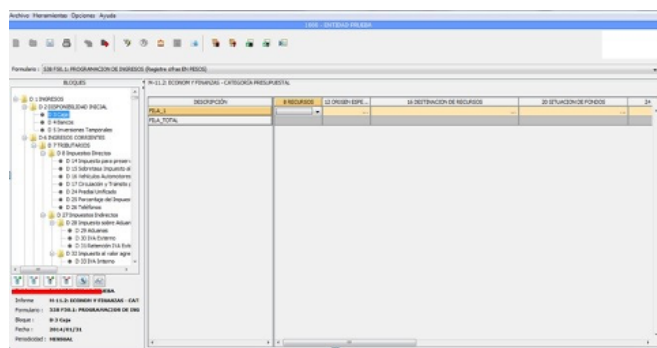 Archivo Herramientas Opciones Ayuda
1000 - ENTIDAD PRUEBA
Formulario : 538 F30.1: PROGRAMACION DE INGRESOS (Registre cifras EN PESOS)
BLOQUES
M-11.2: ECONOM Y FINANZAS - CATEGORÍA PRESUPUESTAL
D 1 INGRESOS
D 2 DISPONIBILIDAD INICIAL
D 3 Caja
D 4 Bancos
D 5 Inversiones Temporales
D 6 INGRESOS CORRIENTES
D 7 TRIBUTARIOS
D 8 Impuestos Directos
D 14 Impuesto para preserv
D 15 Sobretasa Impuesto al
D 16 Vehículos Automotores
D 17 Circulación y Tránsito
D 24 Predial Unificado
D 25 Porcentaje del Impues
D 26 Teléfonos
D 27 Impuestos Indirectos
D 28 Impuesto sobre Aduan
D 29 Aduanas
D 30 IVA Externo
D 31 Retención IVA Exte
D 32 Impuesto al valor agre
D 33 IVA Interno
DESCRIPCIÓN
8 RECURSOS
12 ORIGEN ESPE...
16 DESTINACION DE RECURSOS
20 SITUACION DE FONDOS
24
FILA_1
...
...
...
FILA_TOTAL
Informe M-11.2: ECONOM Y FINANZAS - CAT
Formulario : 538 F30.1: PROGRAMACION DE ING
Bloque : D 3 Caja
Fecha : 2014/01/31
Periodicidad : MENSUAL